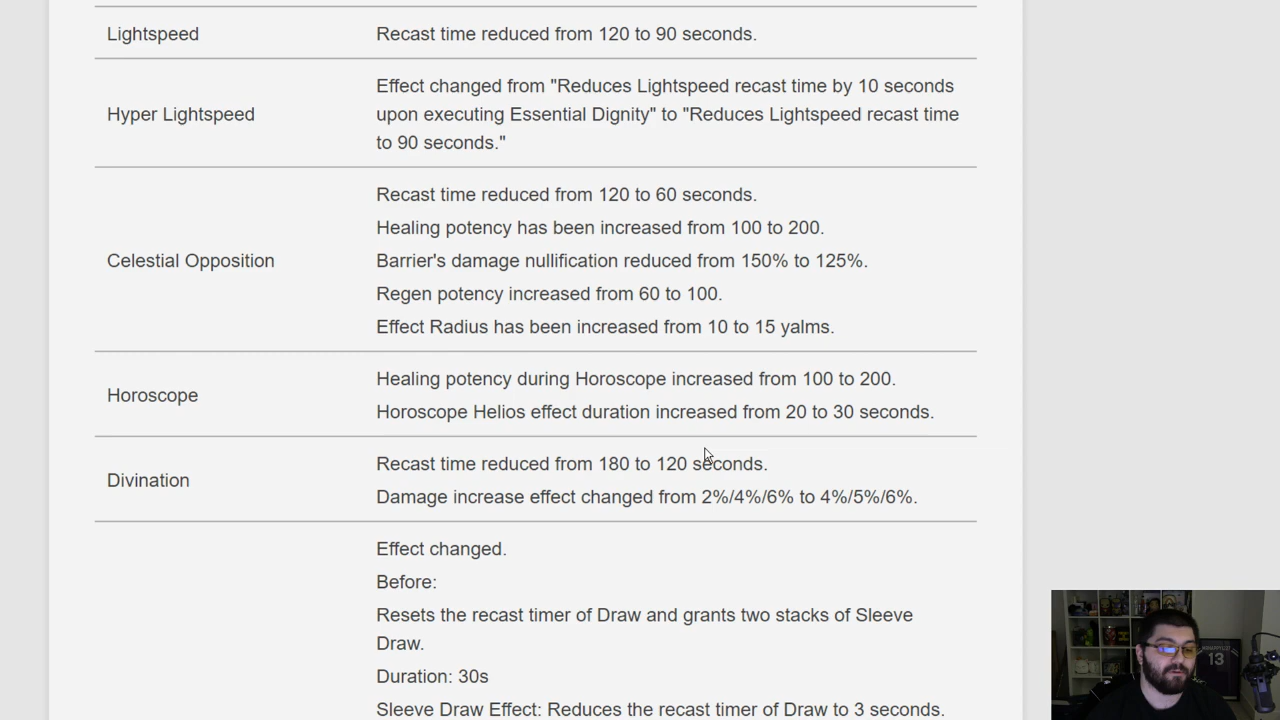 Lightspeed
Recast time reduced from 120 to 90 seconds.
Hyper Lightspeed
Effect changed from "Reduces Lightspeed recast time by 10 seconds
upon executing Essential Dignity" to "Reduces Lightspeed recast time
to 90 seconds."
Celestial Opposition
Recast time reduced from 120 to 60 seconds.
Healing potency has been increased from 100 to 200.
Barrier's damage nullification reduced from 150% to 125%.
Regen potency increased from 60 to 100.
Effect Radius has been increased from 10 to 15 yalms.
Horoscope
Healing potency during Horoscope increased from 100 to 200.
Horoscope Helios effect duration increased from 20 to 30 seconds.
Divination
Recast time reduced from 180 to 120 seconds.
Damage increase effect changed from 2%/4%/6% to 4%/5%/6%.
Effect changed.
Before:
Resets the recast timer of Draw and grants two stacks of Sleeve
Draw.
Duration: 30s
Sleeve Draw Effect: Reduces the recast timer of Draw to 3 seconds.
13